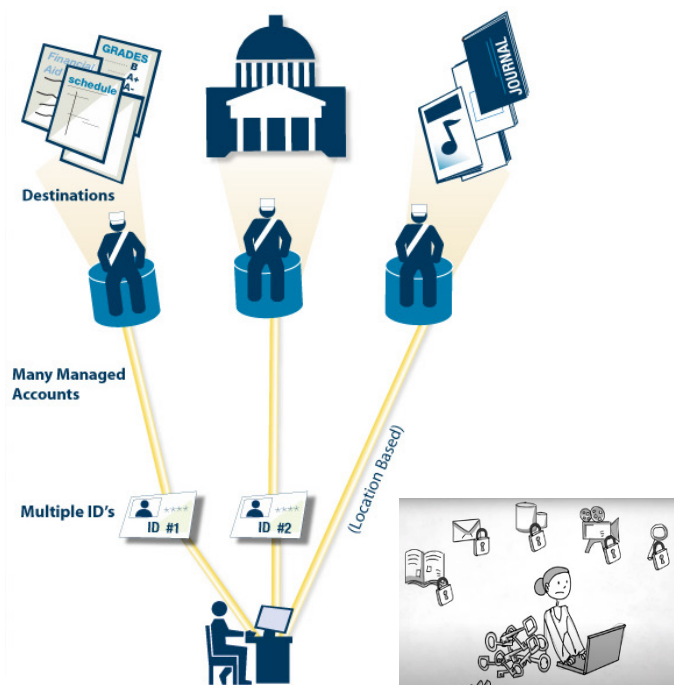 Financial
Aid
GRADES
B
A+
A-
schedule
JOURNAL
Destinations
Many Managed
Accounts
(Location Based)
Multiple ID's
****
ID #1
****
ID #2